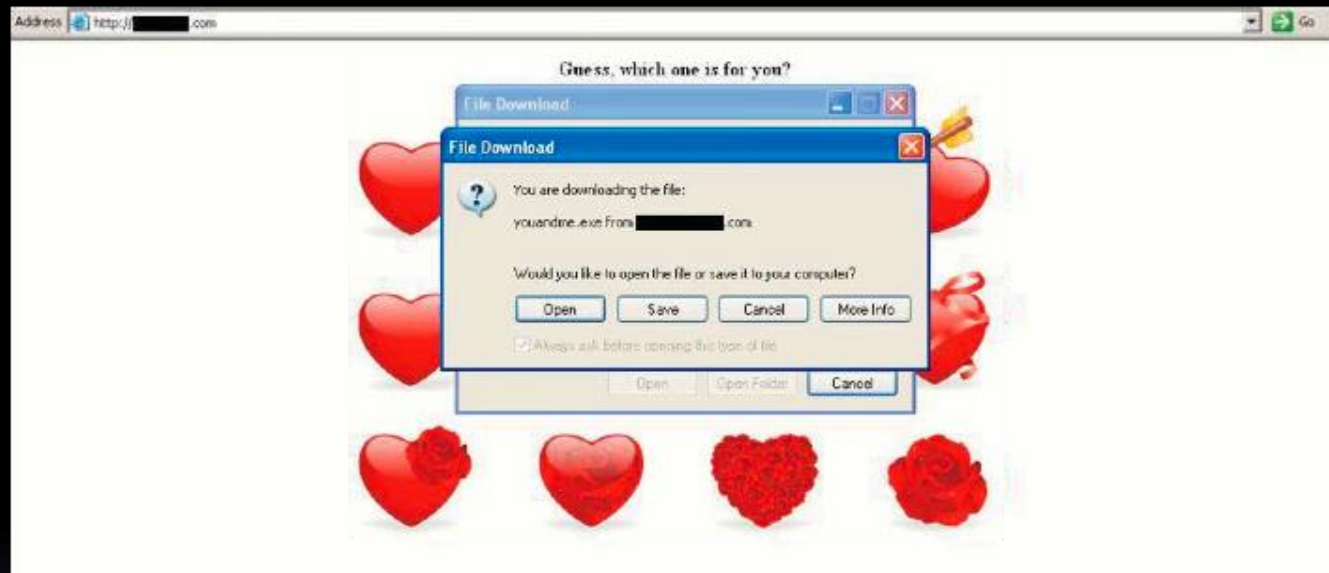 Address http:// .com Go
Guess, which one is for you?
File Download
File Download
You are downloading the file:
youandme.exe from .com
Would you like to open the file or save it to your computer?
Open Save Cancel More Info
Always ask before opening this type of file
Open Open Folder Cancel